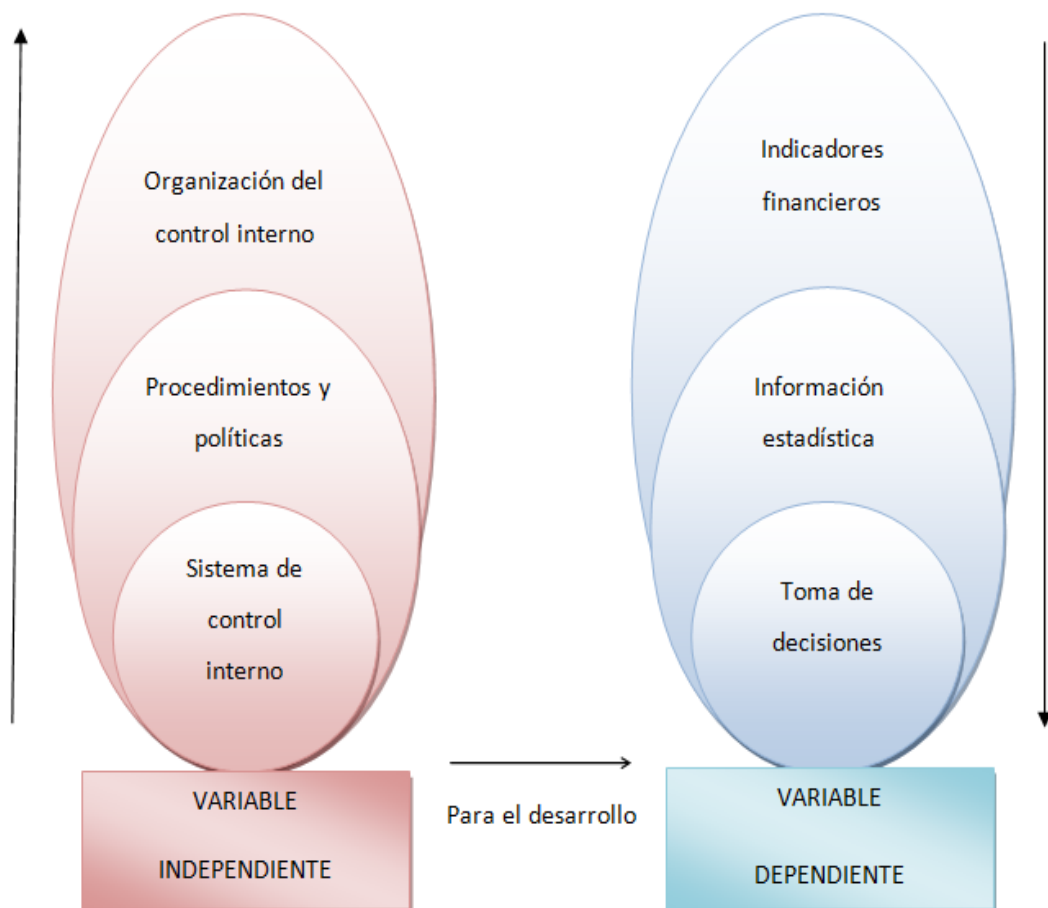 Organización del
control interno
Procedimientos y
políticas
Sistema de
control
interno
VARIABLE
INDEPENDIENTE
Para el desarrollo
Indicadores
financieros
Información
estadística
Toma de
decisiones
VARIABLE
DEPENDIENTE